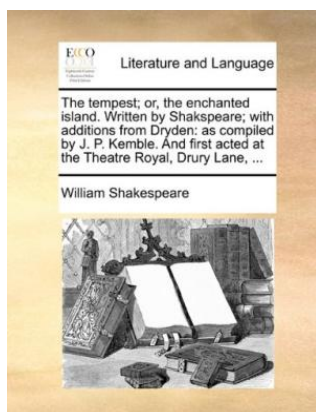 ECCO
Literature and Language
The tempest; or, the enchanted
island. Written by Shakspeare; with
additions from Dryden: as compiled
by J. P. Kemble. And first acted at
the Theatre Royal, Drury Lane, ...
William Shakespeare